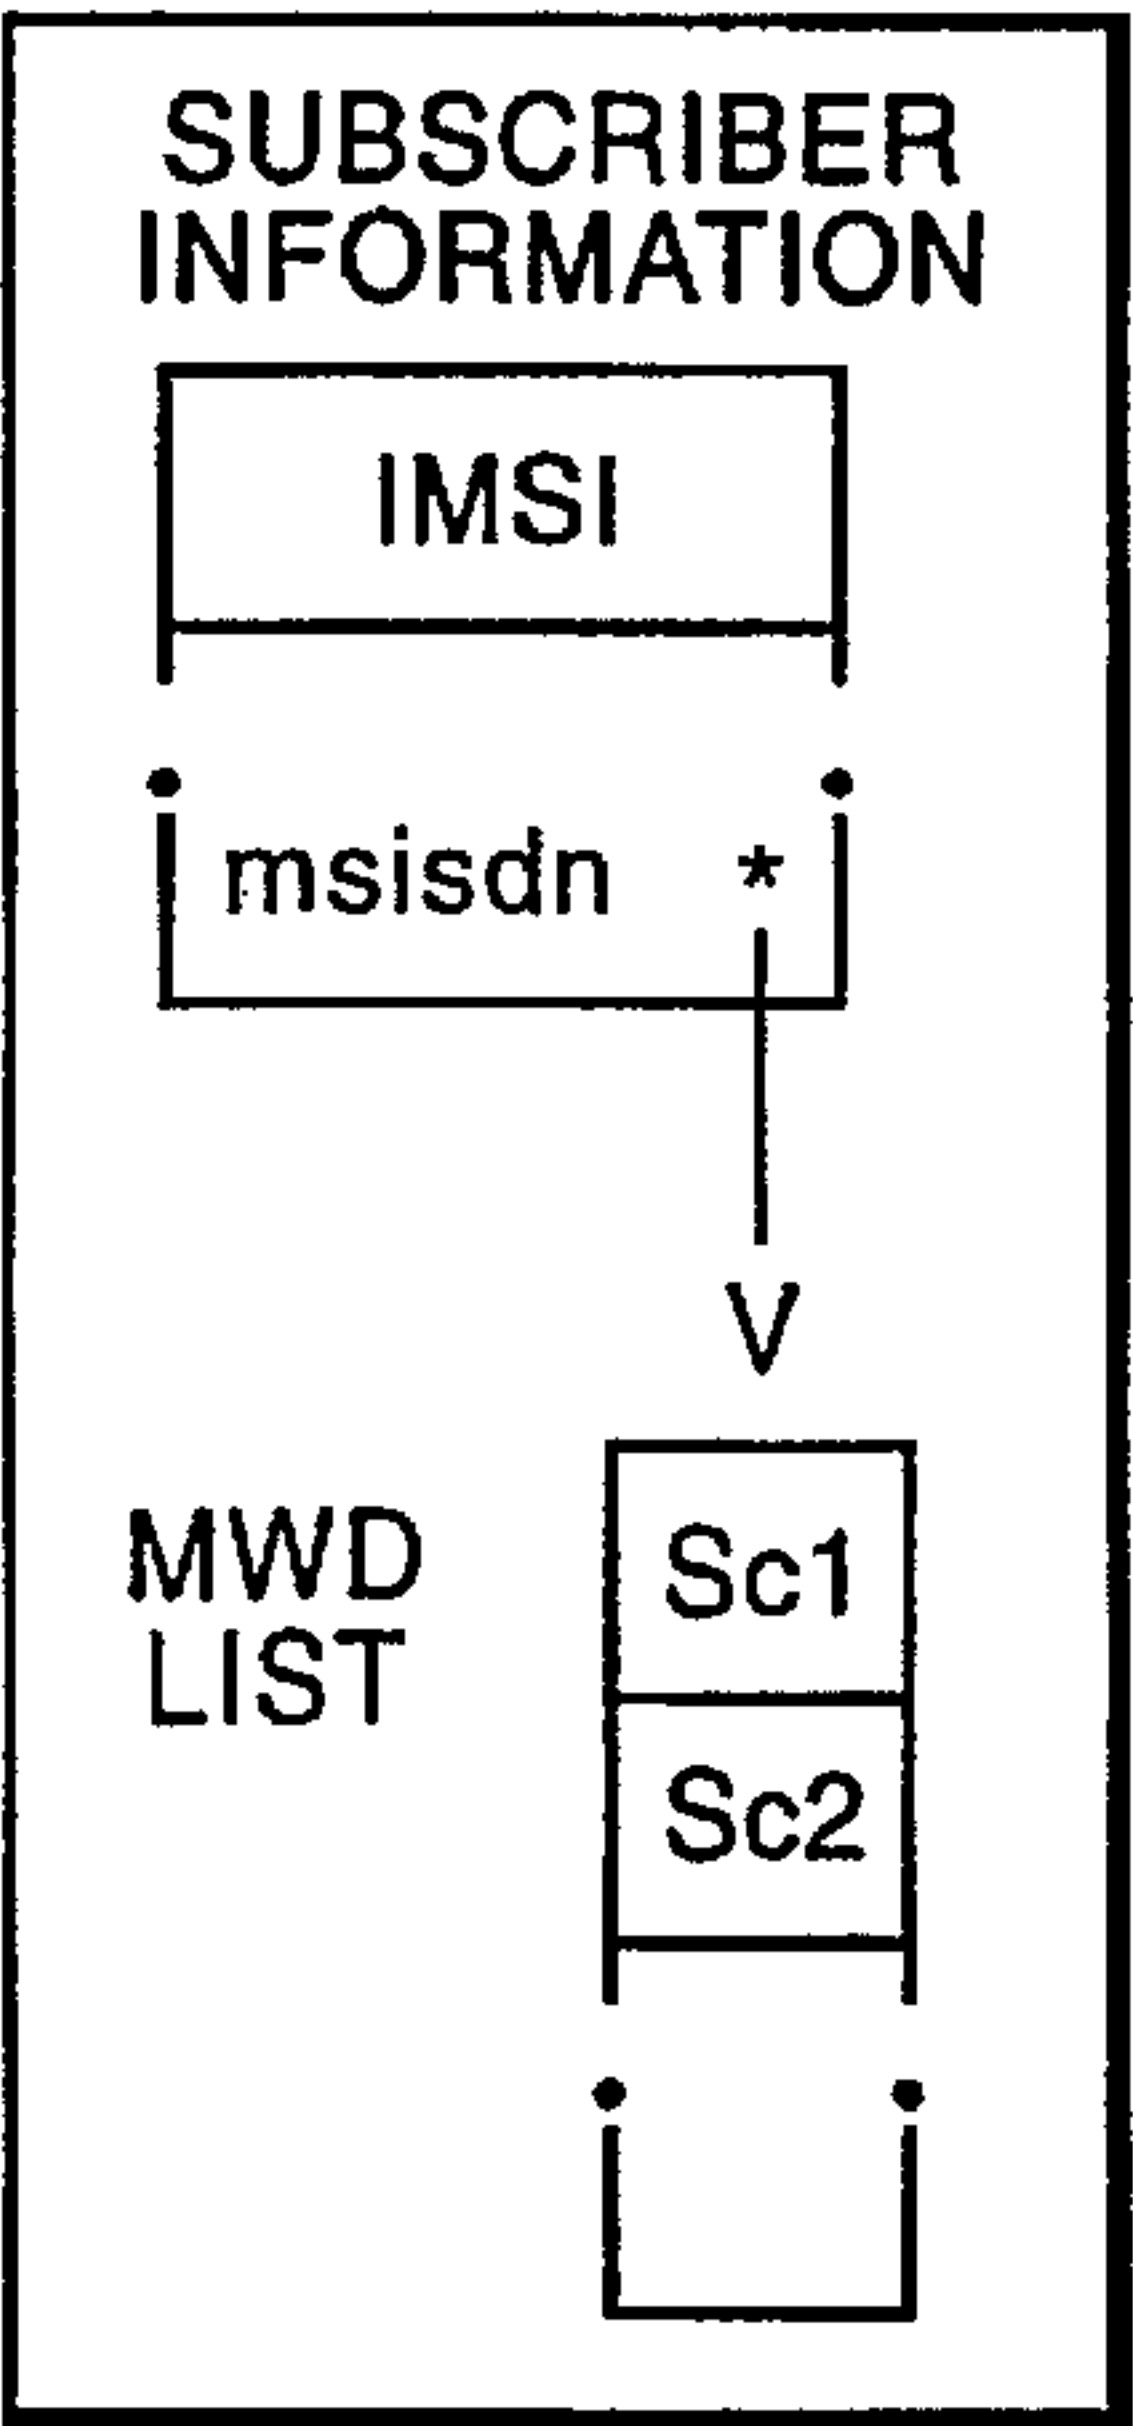 SUBSCRIBER
INFORMATION
IMSI
msisdn *
V
MWD
LIST
Sc1
Sc2